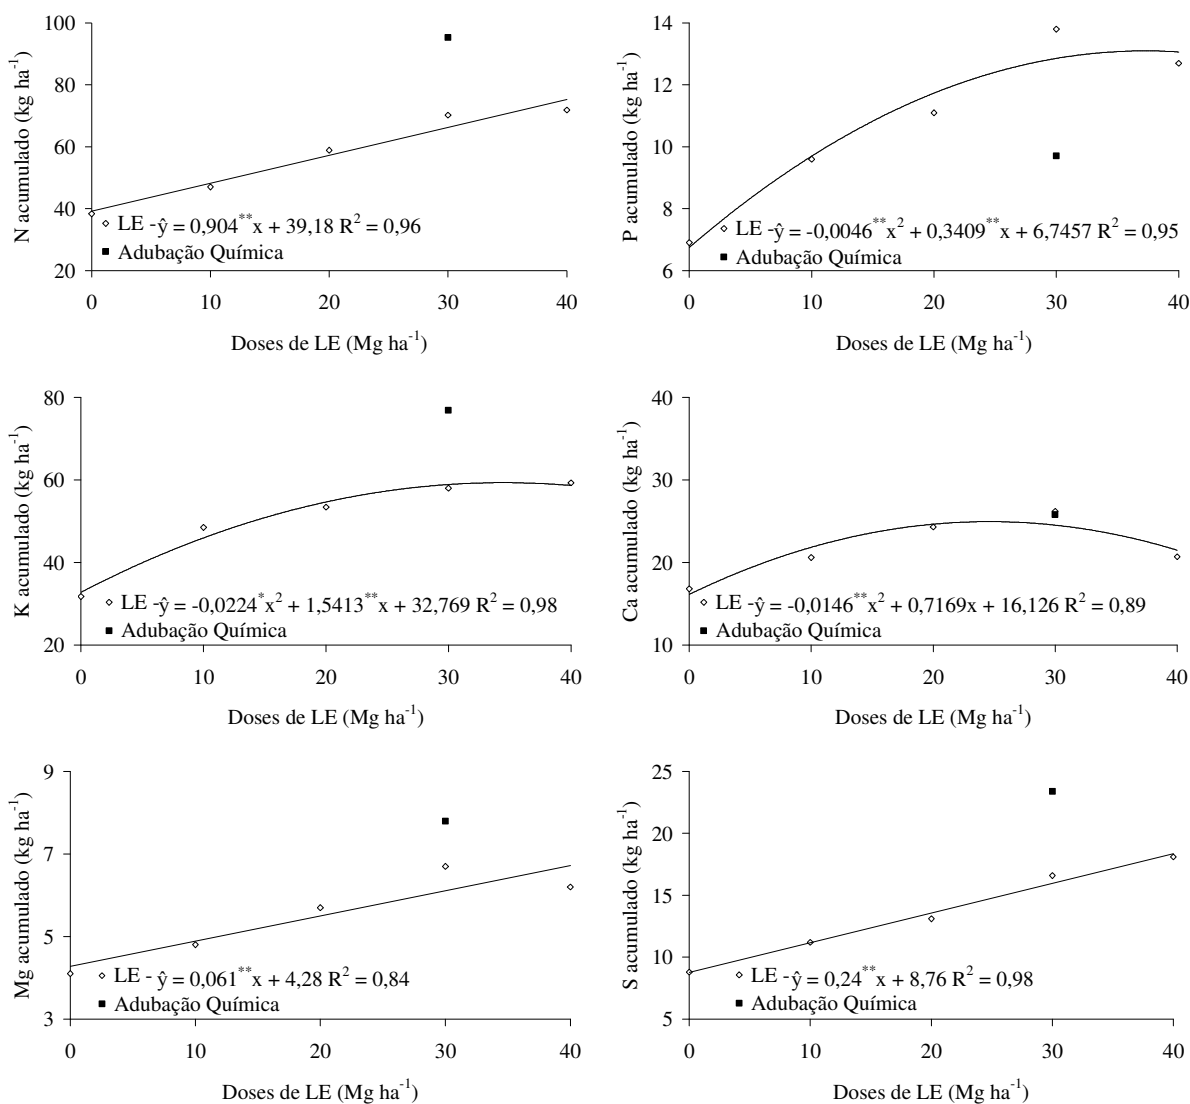 N acumulado (kg ha⁻¹)
100
80
60
40
20
LE - ŷ = 0,904**x + 39,18 R² = 0,96
Adubação Química
0 10 20 30 40
Doses de LE (Mg ha⁻¹)
P acumulado (kg ha⁻¹)
14
12
10
8
6
LE - ŷ = -0,0046**x² + 0,3409**x + 6,7457 R² = 0,95
Adubação Química
0 10 20 30 40
Doses de LE (Mg ha⁻¹)
K acumulado (kg ha⁻¹)
80
60
40
20
LE - ŷ = -0,0224*x² + 1,5413**x + 32,769 R² = 0,98
Adubação Química
0 10 20 30 40
Doses de LE (Mg ha⁻¹)
Ca acumulado (kg ha⁻¹)
40
30
20
10
LE - ŷ = -0,0146**x² + 0,7169x + 16,126 R² = 0,89
Adubação Química
0 10 20 30 40
Doses de LE (Mg ha⁻¹)
Mg acumulado (kg ha⁻¹)
9
7
5
3
LE - ŷ = 0,061**x + 4,28 R² = 0,84
Adubação Química
0 10 20 30 40
Doses de LE (Mg ha⁻¹)
S acumulado (kg ha⁻¹)
25
20
15
10
5
LE - ŷ = 0,24**x + 8,76 R² = 0,98
Adubação Química
0 10 20 30 40
Doses de LE (Mg ha⁻¹)